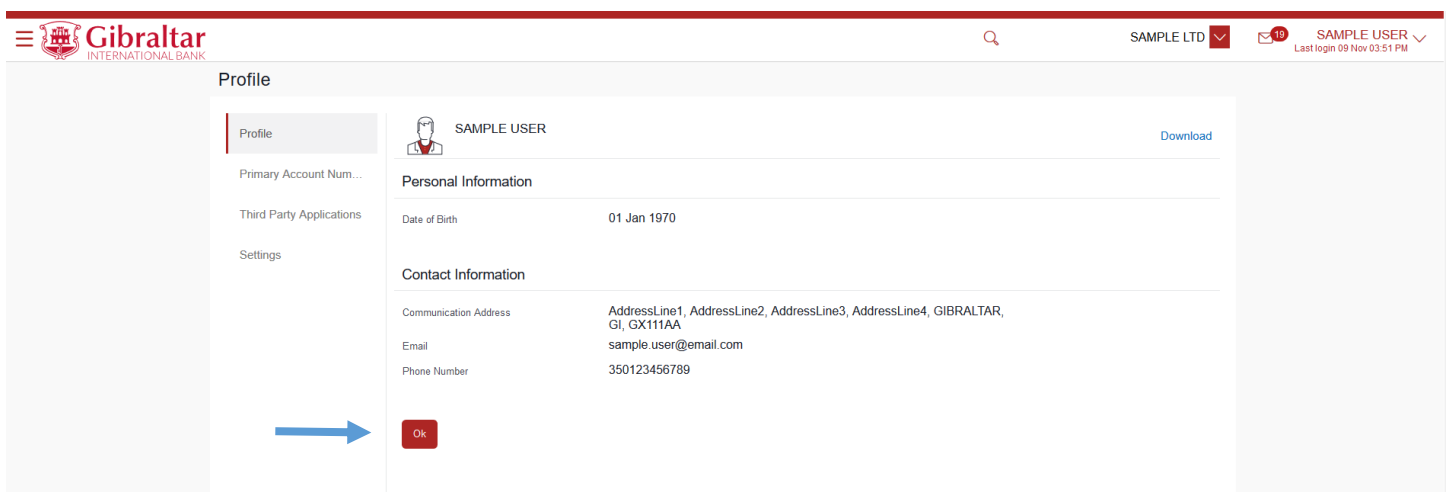 Gibraltar
INTERNATIONAL BANK
SAMPLE LTD
19
SAMPLE USER
Last login 09 Nov 03:51 PM
Profile
Profile
Primary Account Num...
Third Party Applications
Settings
SAMPLE USER
Download
Personal Information
Date of Birth 01 Jan 1970
Contact Information
Communication Address AddressLine1, AddressLine2, AddressLine3, AddressLine4, GIBRALTAR,
GI, GX111AA
Email sample.user@email.com
Phone Number 350123456789
Ok